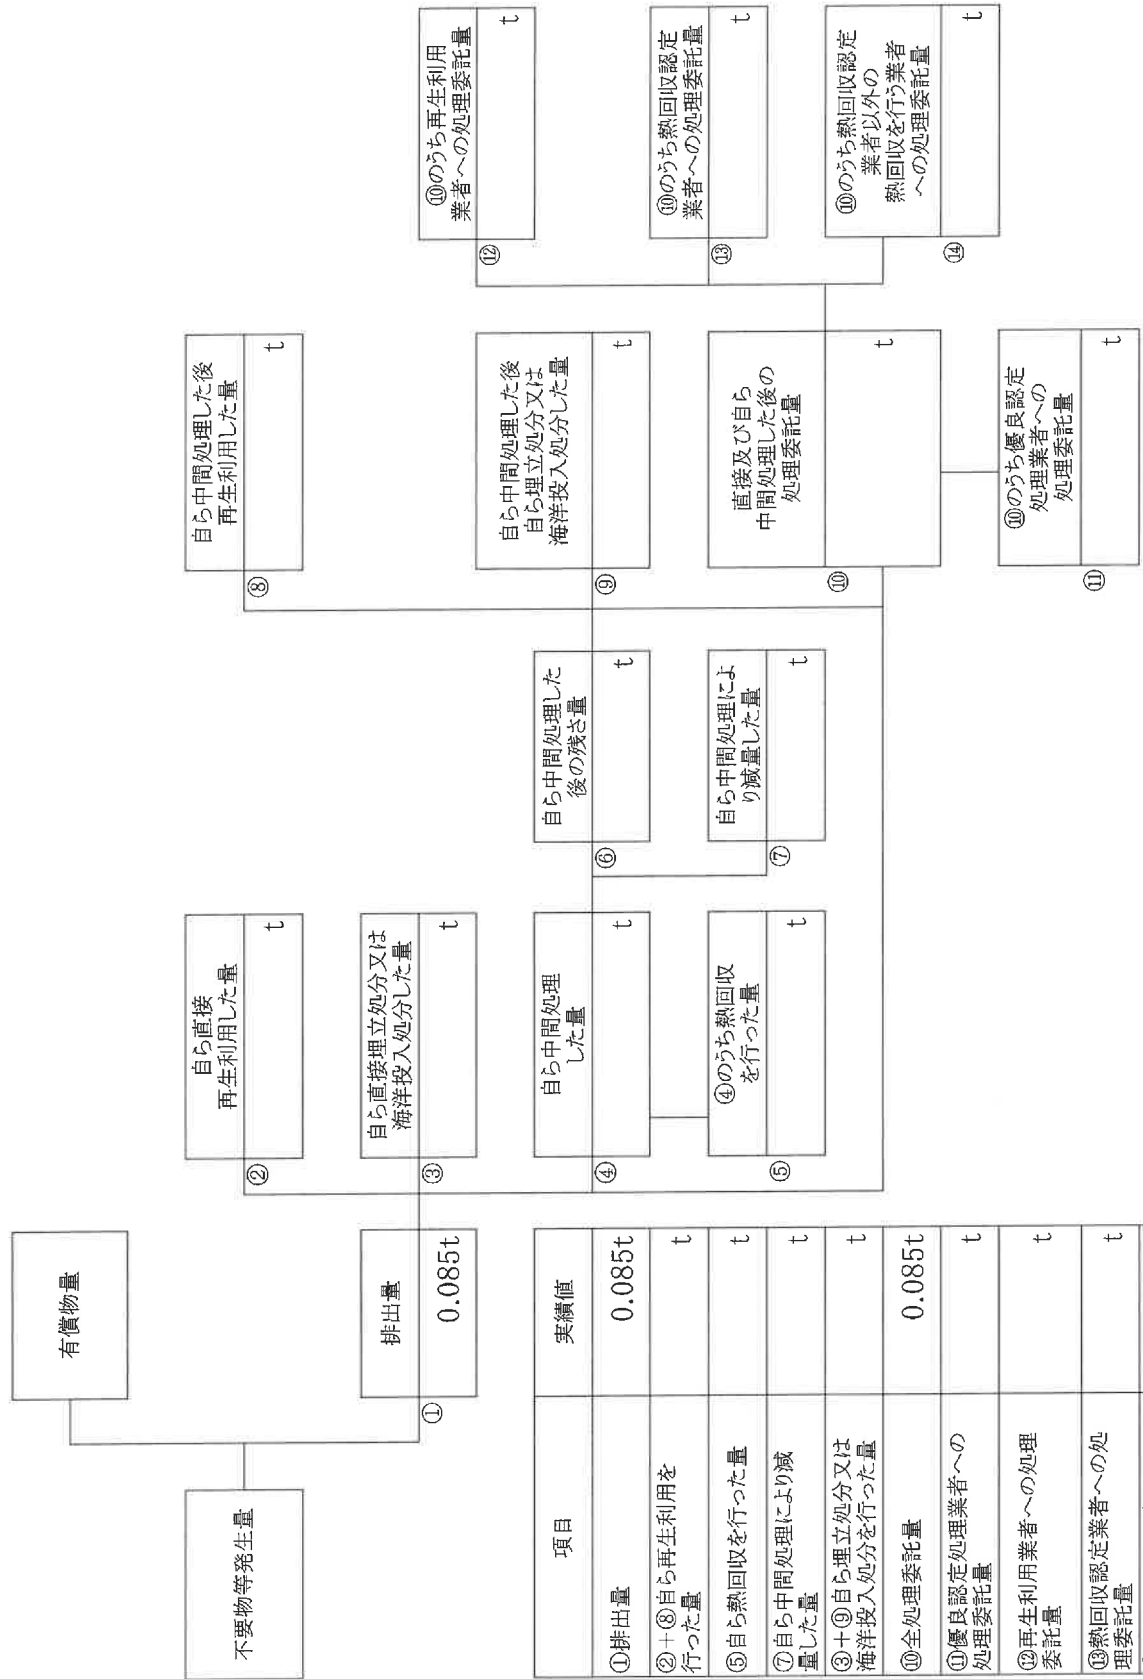 有償物量
不要物等発生量
排出量
①
0.085t
自ら直接
再生利用した量
②
t
自ら直接埋立処分又は
海洋投入処分した量
③
t
自ら中間処理
した量
④
t
④のうち熱回収
を行った量
⑤
t
自ら中間処理した
後の残さ量
⑥
t
自ら中間処理によ
り減量した量
⑦
t
自ら中間処理した後
再生利用した量
⑧
t
自ら中間処理した後
自ら埋立処分又は
海洋投入処分した量
⑨
t
直接及び自ら
中間処理した後の
処理委託量
⑩
t
⑩のうち優良認定
処理業者への
処理委託量
⑪
t
⑩のうち再生利用
業者への処理委託量
⑫
t
⑩のうち熱回収認定
業者への処理委託量
⑬
t
⑩のうち熱回収認定
業者以外の
熱回収を行う業者
への処理委託量
⑭
t
項目 実績値
①排出量 0.085t
②+⑧自ら再生利用を
行った量 t
⑤自ら熱回収を行った量 t
⑦自ら中間処理により減
量した量 t
③+⑨自ら埋立処分又は
海洋投入処分を行った量 t
⑩全処理委託量 0.085t
⑪優良認定処理業者への
処理委託量 t
⑫再生利用業者への処理
委託量 t
⑬熱回収認定業者への処
理委託量 t